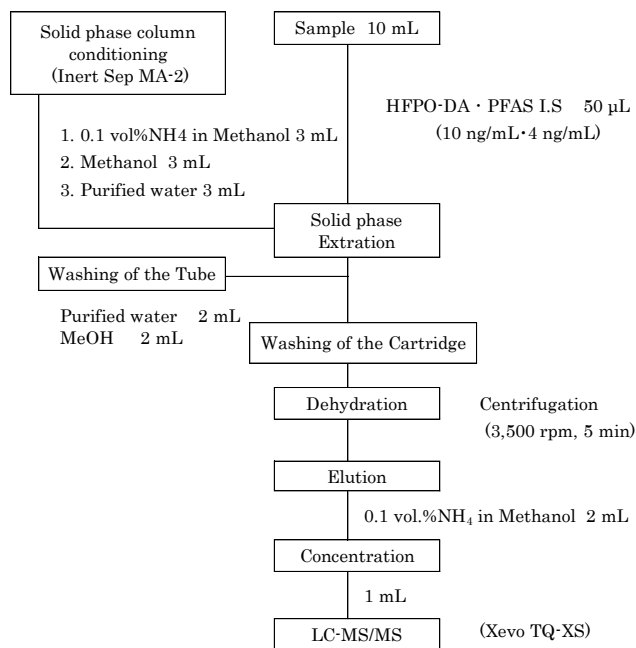 Solid phase column
conditioning
(Inert Sep MA-2)
Sample 10 mL
HFPO-DA・PFAS I.S 50 µL
(10 ng/mL・4 ng/mL)
1. 0.1 vol%NH4 in Methanol 3 mL
2. Methanol 3 mL
3. Purified water 3 mL
Solid phase
Extration
Washing of the Tube
Purified water 2 mL
MeOH 2 mL
Washing of the Cartridge
Dehydration
Centrifugation
(3,500 rpm, 5 min)
Elution
0.1 vol.%NH₄ in Methanol 2 mL
Concentration
1 mL
LC-MS/MS
(Xevo TQ-XS)